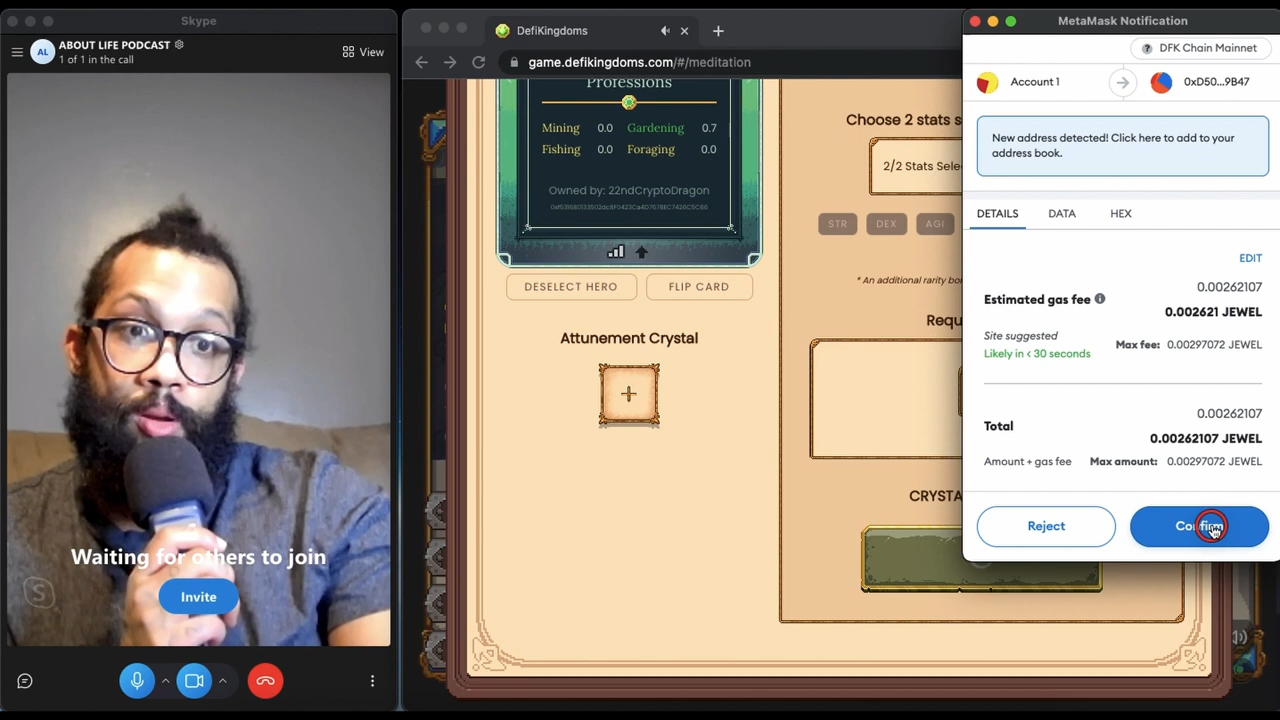 Skype
AL
ABOUT LIFE PODCAST
1 of 1 in the call
View
Waiting for others to join
Invite
DefiKingdoms
game.defikingdoms.com/#/meditation
Professions
Mining 0.0 Gardening 0.7
Fishing 0.0 Foraging 0.0
Owned by: 22ndCryptoDragon
DESELECT HERO
FLIP CARD
Attunement Crystal
+
Choose 2 stats s
2/2 Stats Sele
STR
DEX
AGI
* An additional rarity bo
Requ
CRYSTA
MetaMask Notification
? DFK Chain Mainnet
Account 1
0xD50...9B47
New address detected! Click here to add to your
address book.
DETAILS
DATA
HEX
EDIT
0.00262107
Estimated gas fee
0.002621 JEWEL
Site suggested
Likely in < 30 seconds
Max fee: 0.00297072 JEWEL
0.00262107
Total
0.00262107 JEWEL
Amount + gas fee
Max amount: 0.00297072 JEWEL
Reject
Confirm